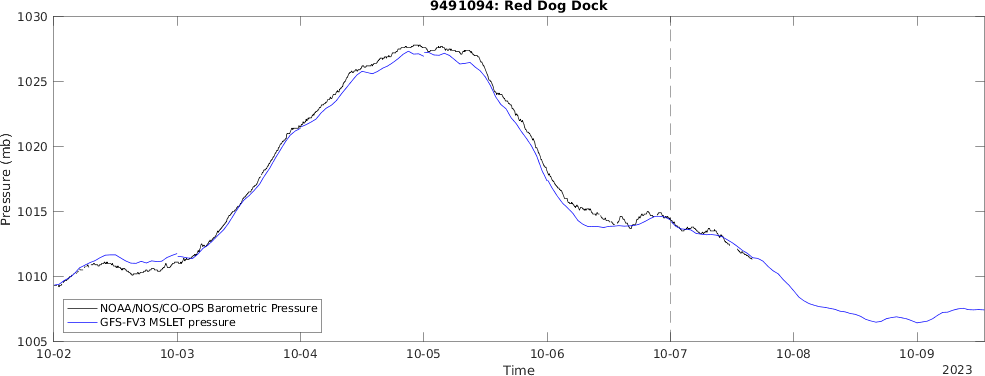 9491094: Red Dog Dock
Pressure (mb)
1030
1025
1020
1015
1010
1005
NOAA/NOS/CO-OPS Barometric Pressure
GFS-FV3 MSLET pressure
10-02 10-03 10-04 10-05 10-06 10-07 10-08 10-09
Time
2023